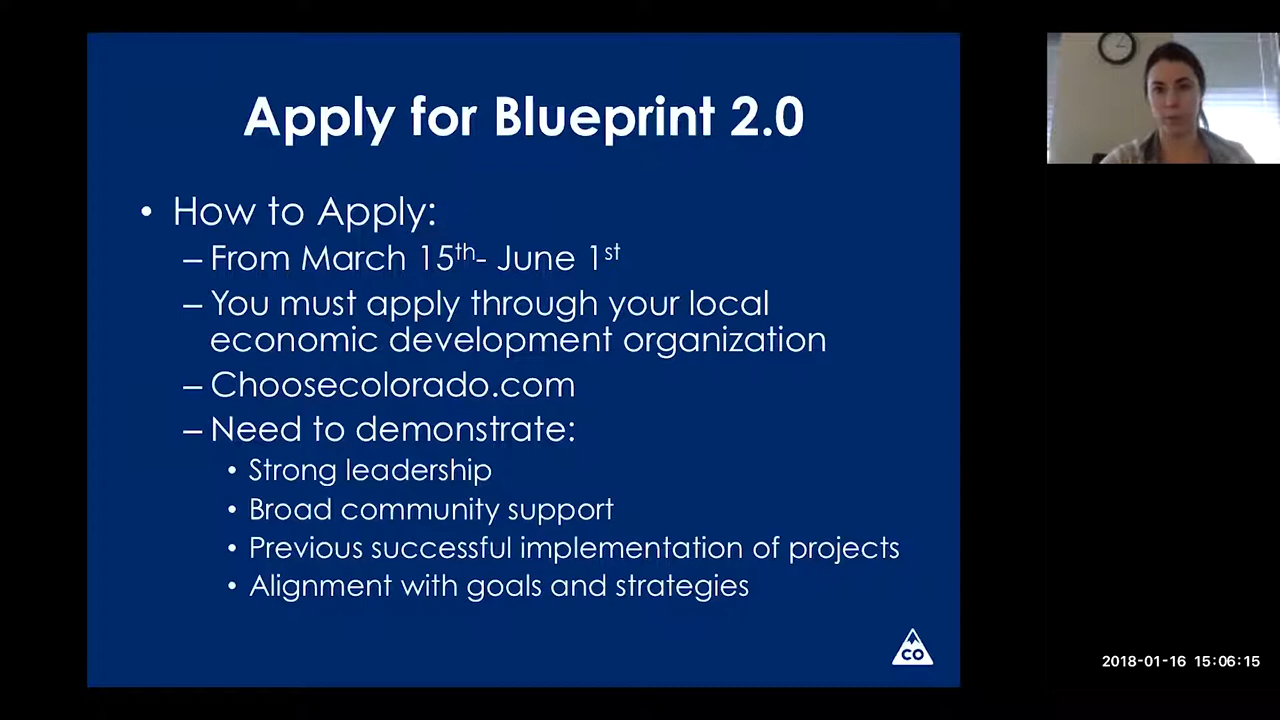 Apply for Blueprint 2.0
• How to Apply:
– From March 15th- June 1st
– You must apply through your local
economic development organization
– Choosecolorado.com
– Need to demonstrate:
• Strong leadership
• Broad community support
• Previous successful implementation of projects
• Alignment with goals and strategies
CO
2018-01-16 15:06:15